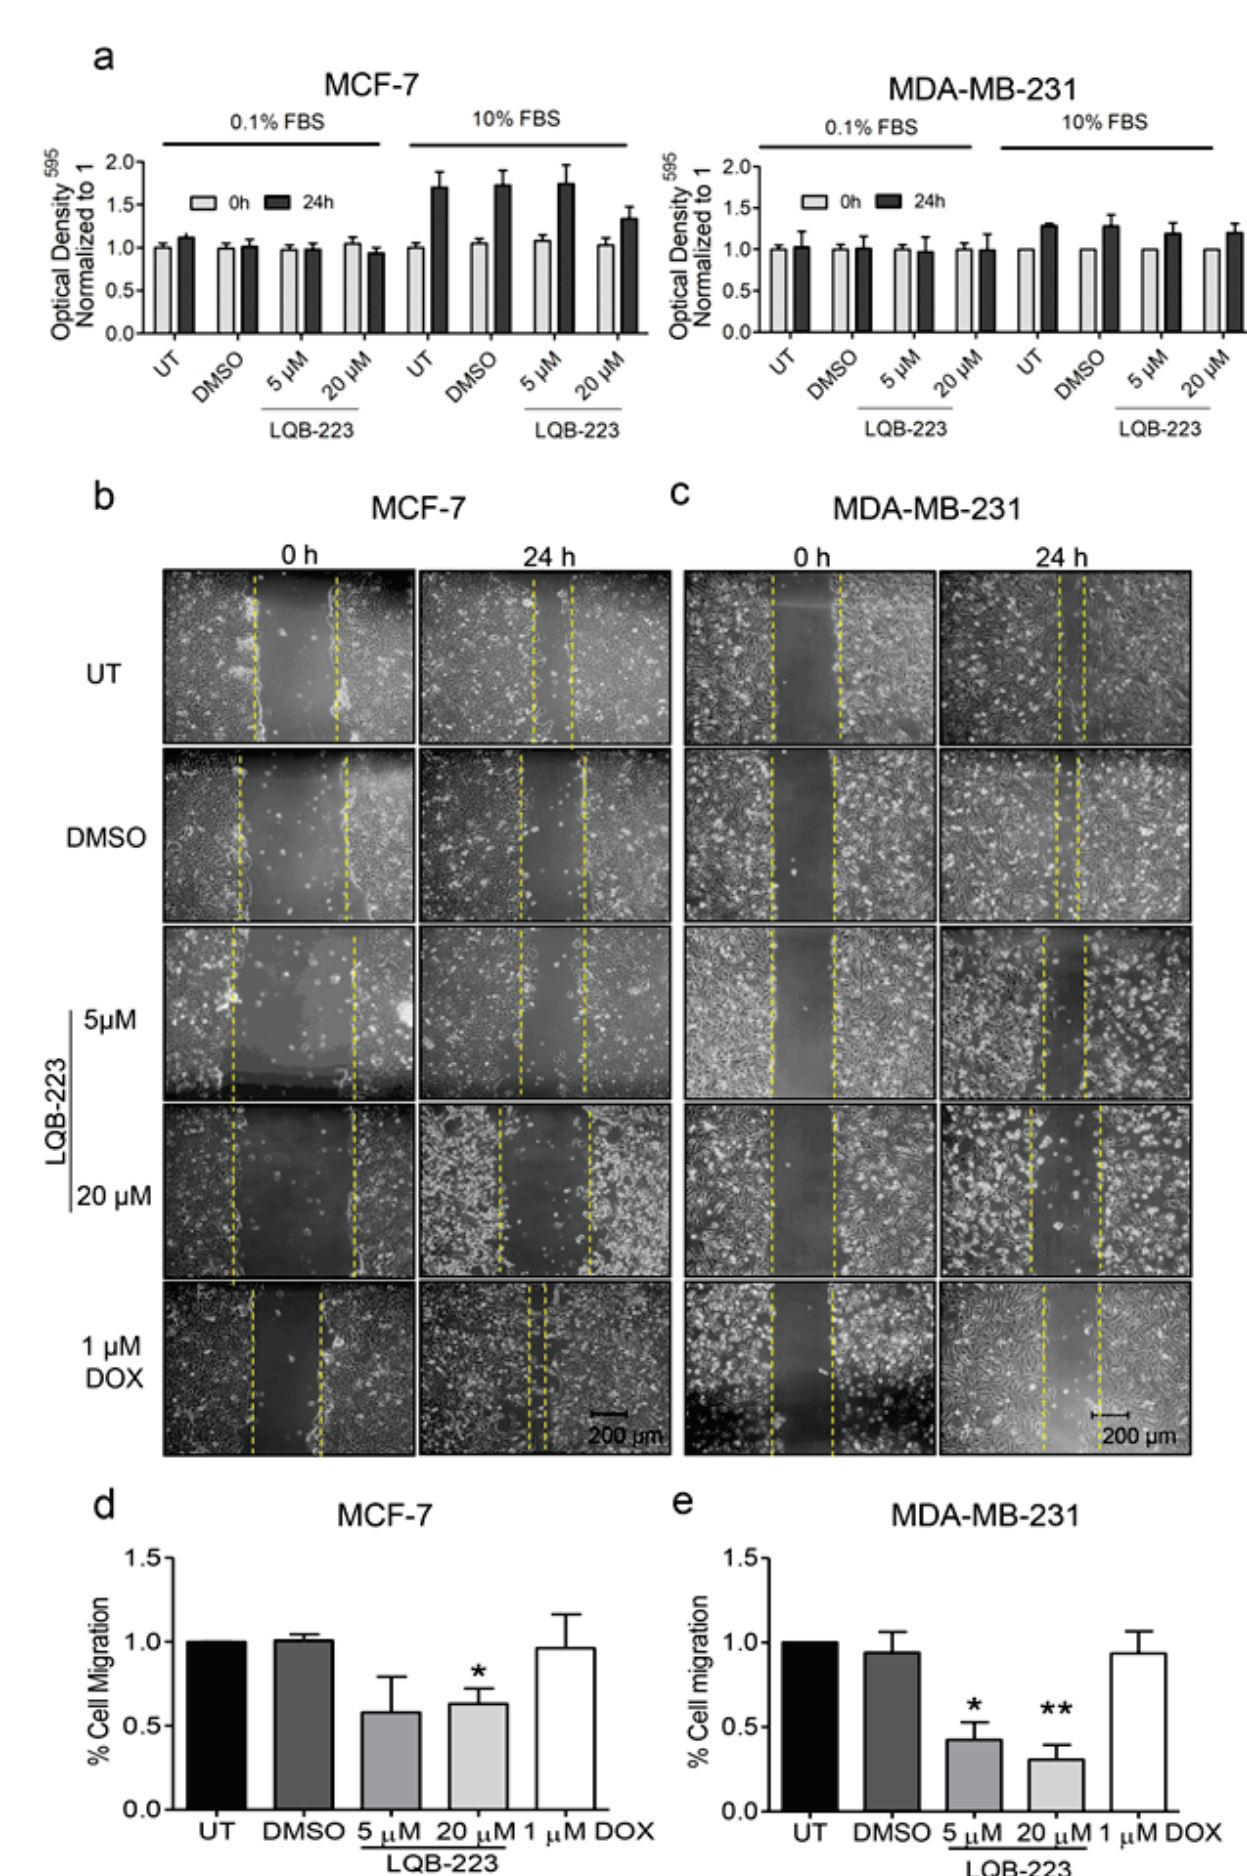 a
MCF-7
MDA-MB-231
0.1% FBS
10% FBS
0.1% FBS
10% FBS
Optical Density 595
Normalized to 1
2.0
1.5
1.0
0.5
0.0
0h
24h
UT
DMSO
5 µM
20 µM
UT
DMSO
5 µM
20 µM
LQB-223
LQB-223
Optical Density 595
Normalized to 1
2.0
1.5
1.0
0.5
0.0
0h
24h
UT
DMSO
5 µM
20 µM
UT
DMSO
5 µM
20 µM
LQB-223
LQB-223
b
MCF-7
c
MDA-MB-231
0 h
24 h
0 h
24 h
UT
DMSO
LQB-223
5µM
20 µM
1 µM
DOX
200 µm
200 µm
d
MCF-7
% Cell Migration
1.5
1.0
0.5
0.0
*
UT
DMSO
5 µM
20 µM
1 µM DOX
LQB-223
e
MDA-MB-231
% Cell migration
1.5
1.0
0.5
0.0
*
**
UT
DMSO
5 µM
20 µM
1 µM DOX
LQB-223